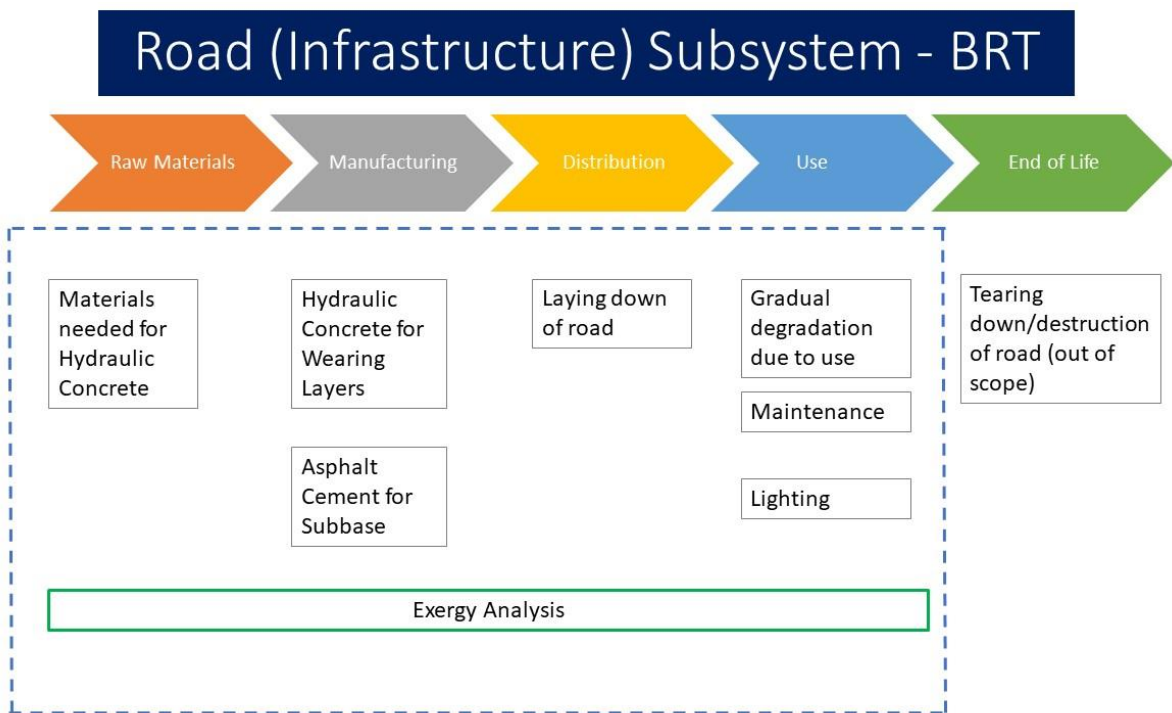 Road (Infrastructure) Subsystem - BRT
Raw Materials
Manufacturing
Distribution
Use
End of Life
Materials
needed for
Hydraulic
Concrete
Hydraulic
Concrete for
Wearing
Layers
Asphalt
Cement for
Subbase
Laying down
of road
Gradual
degradation
due to use
Maintenance
Lighting
Tearing
down/destruction
of road (out of
scope)
Exergy Analysis